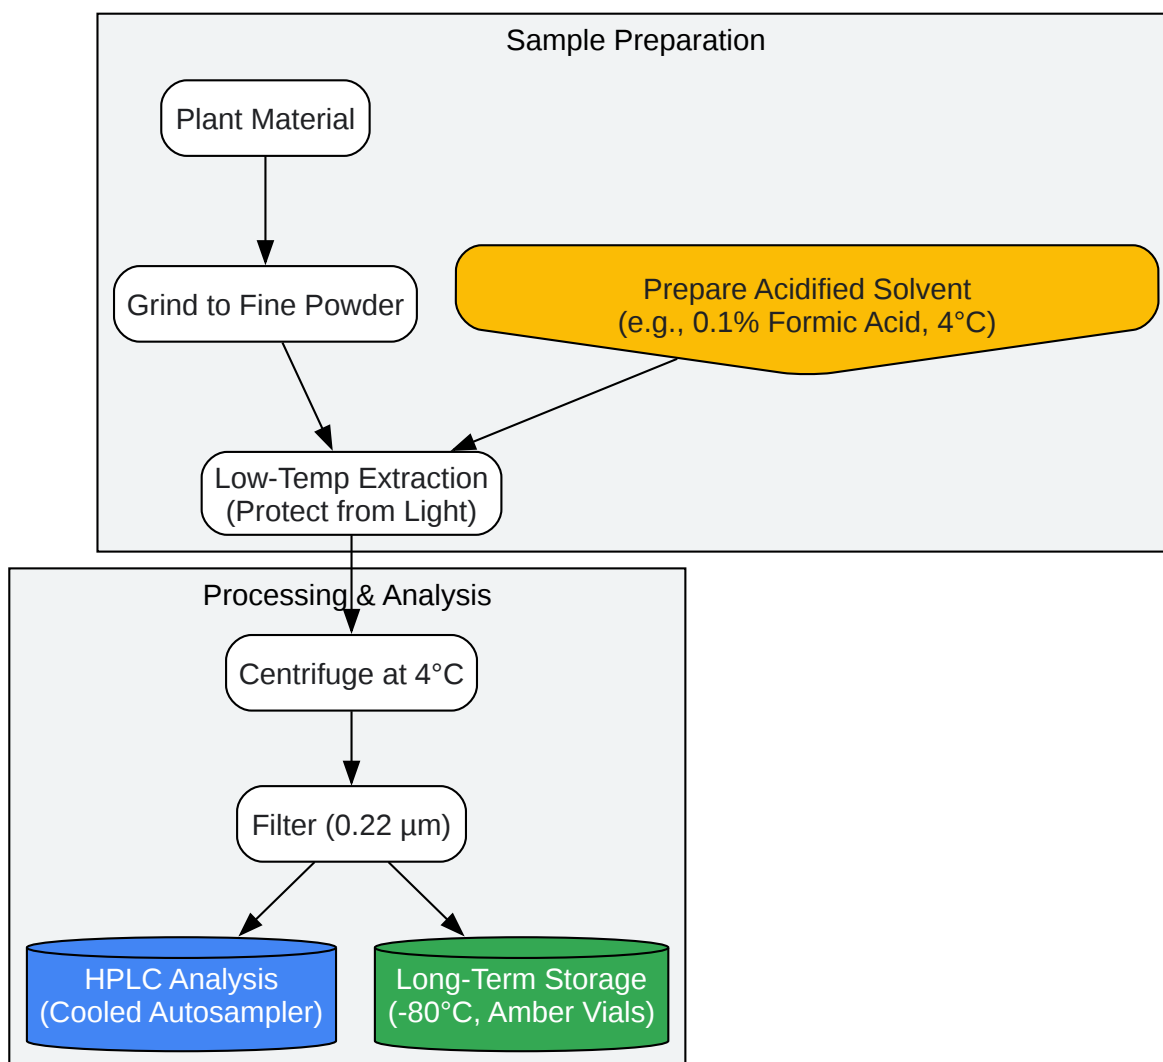 Sample Preparation
Plant Material
Grind to Fine Powder
Prepare Acidified Solvent
(e.g., 0.1% Formic Acid, 4°C)
Low-Temp Extraction
(Protect from Light)
Processing & Analysis
Centrifuge at 4°C
Filter (0.22 µm)
HPLC Analysis
(Cooled Autosampler)
Long-Term Storage
(-80°C, Amber Vials)